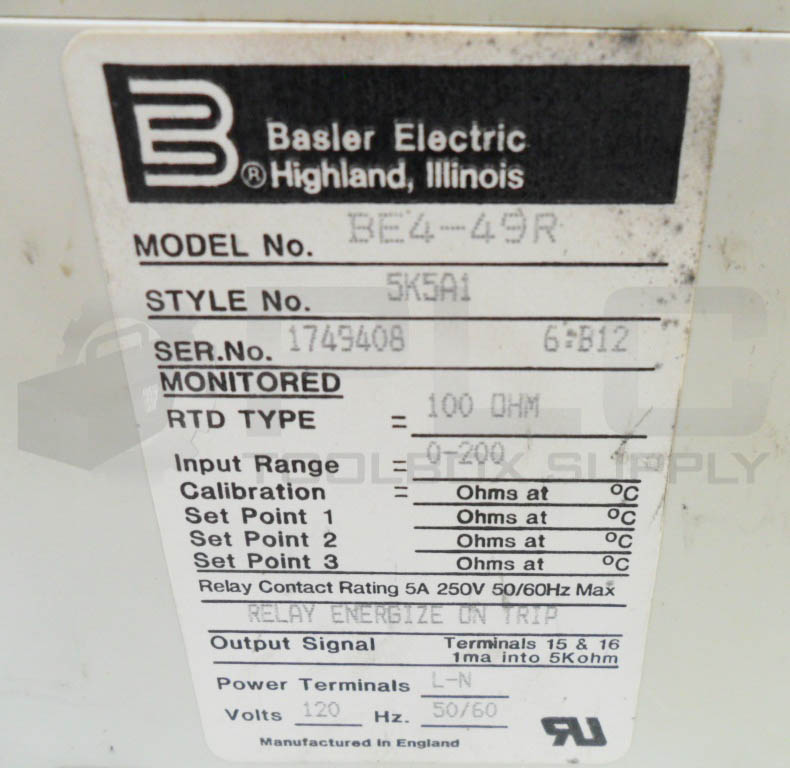 Basler Electric
® Highland, Illinois
MODEL No. BE4-49R
STYLE No. 5K5A1
SER.No. 1749408 6:B12
MONITORED
RTD TYPE = 100 OHM
Input Range = 0-200
Calibration = Ohms at °C
Set Point 1 Ohms at °C
Set Point 2 Ohms at °C
Set Point 3 Ohms at °C
Relay Contact Rating 5A 250V 50/60Hz Max
RELAY ENERGIZE ON TRIP
Output Signal Terminals 15 & 16
1ma into 5Kohm
Power Terminals L-N
Volts 120 Hz. 50/60
Manufactured In England
PLC
TOOLBOX SUPPLY